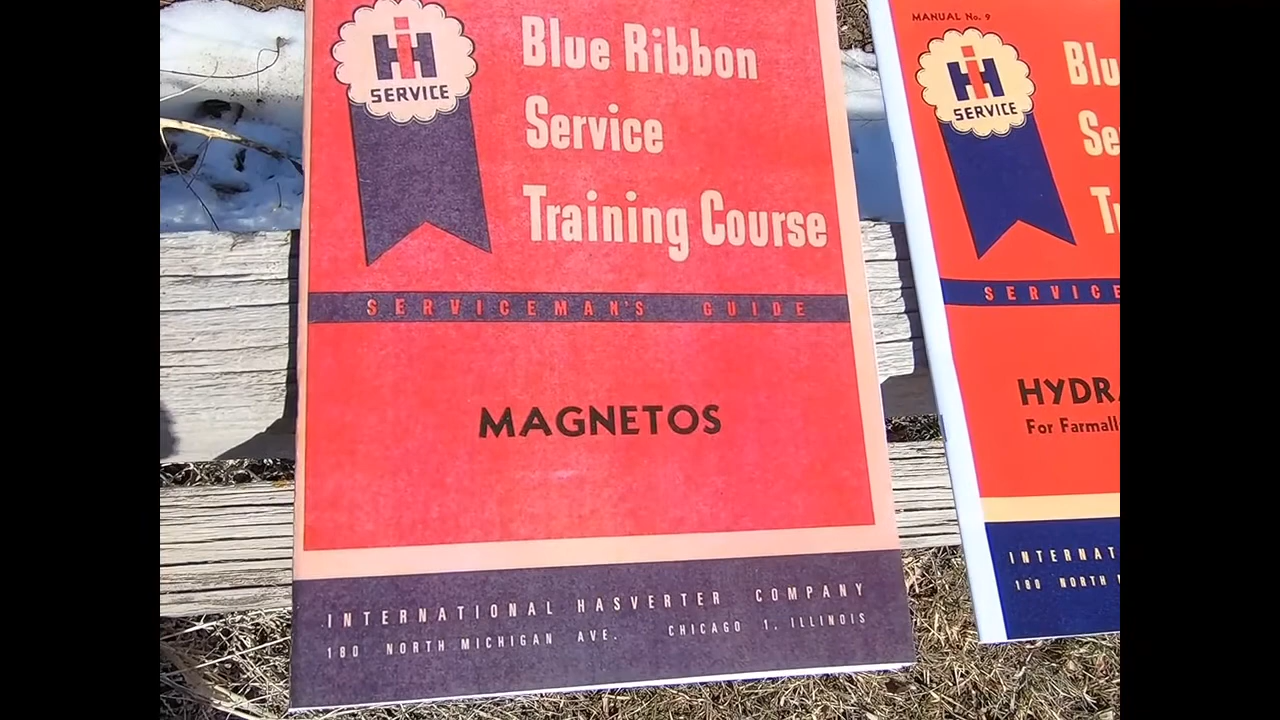 IH
SERVICE
Blue Ribbon
Service
Training Course
SERVICEMAN'S GUIDE
MAGNETOS
INTERNATIONAL HASVERTER COMPANY
180 NORTH MICHIGAN AVE. CHICAGO 1, ILLINOIS
MANUAL No. 9
IH
SERVICE
Blu
Se
Tr
SERVICE
HYDRA
For Farmall
INTERNAT
180 NORTH